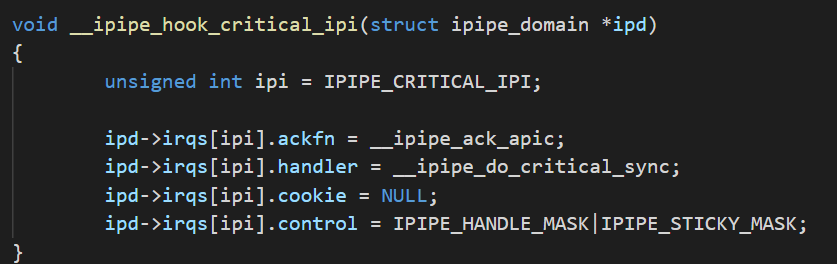 void __ipipe_hook_critical_ipi(struct ipipe_domain *ipd)
{
        unsigned int ipi = IPIPE_CRITICAL_IPI;

        ipd->irqs[ipi].ackfn = __ipipe_ack_apic;
        ipd->irqs[ipi].handler = __ipipe_do_critical_sync;
        ipd->irqs[ipi].cookie = NULL;
        ipd->irqs[ipi].control = IPIPE_HANDLE_MASK|IPIPE_STICKY_MASK;
}